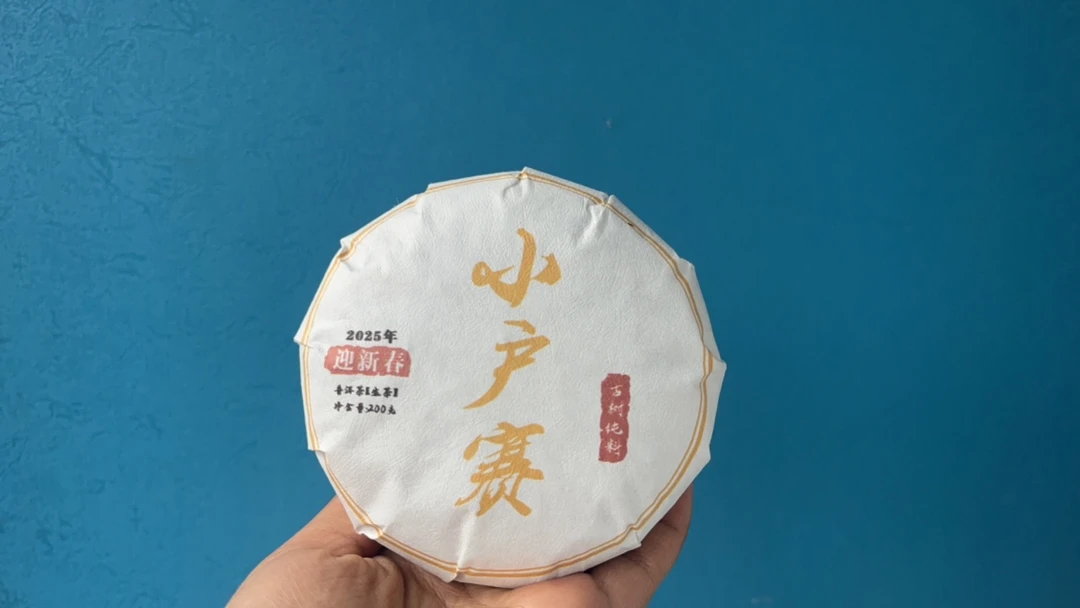 小户赛
2025年
迎新春
普洱茶【生茶】
净含量:200克
古树纯料